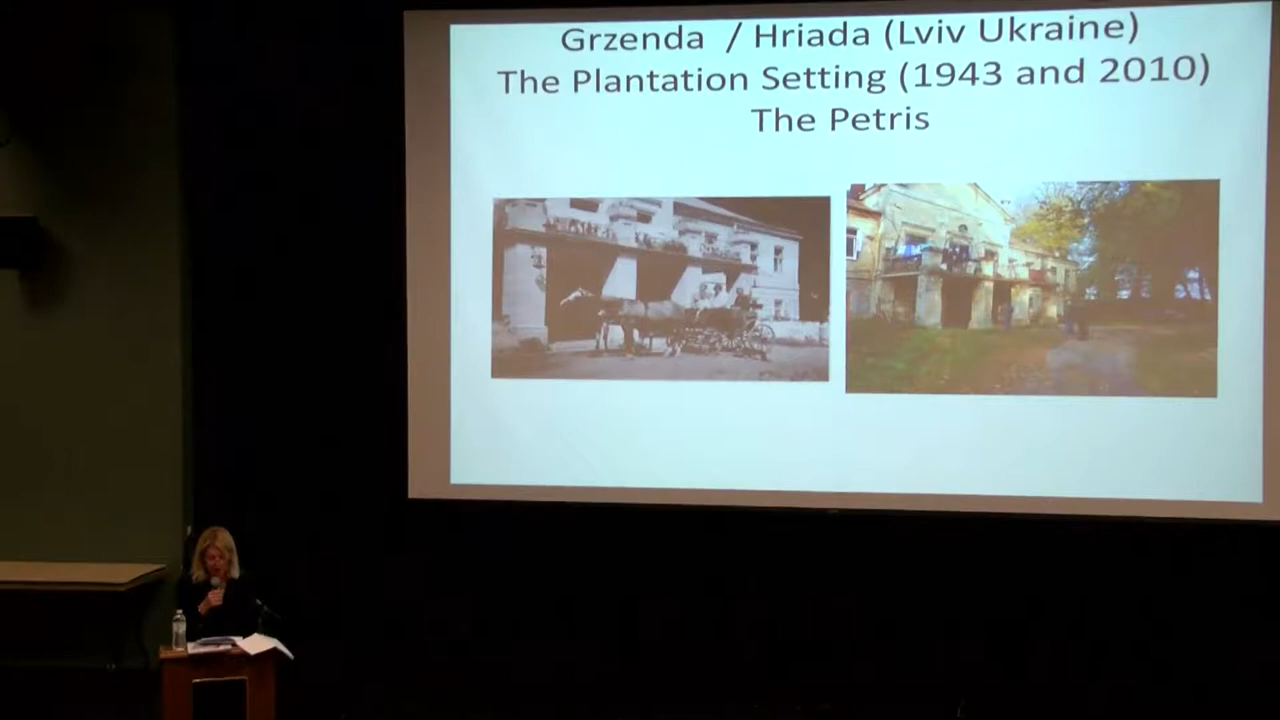 Grzenda / Hriada (Lviv Ukraine)
The Plantation Setting (1943 and 2010)
The Petris